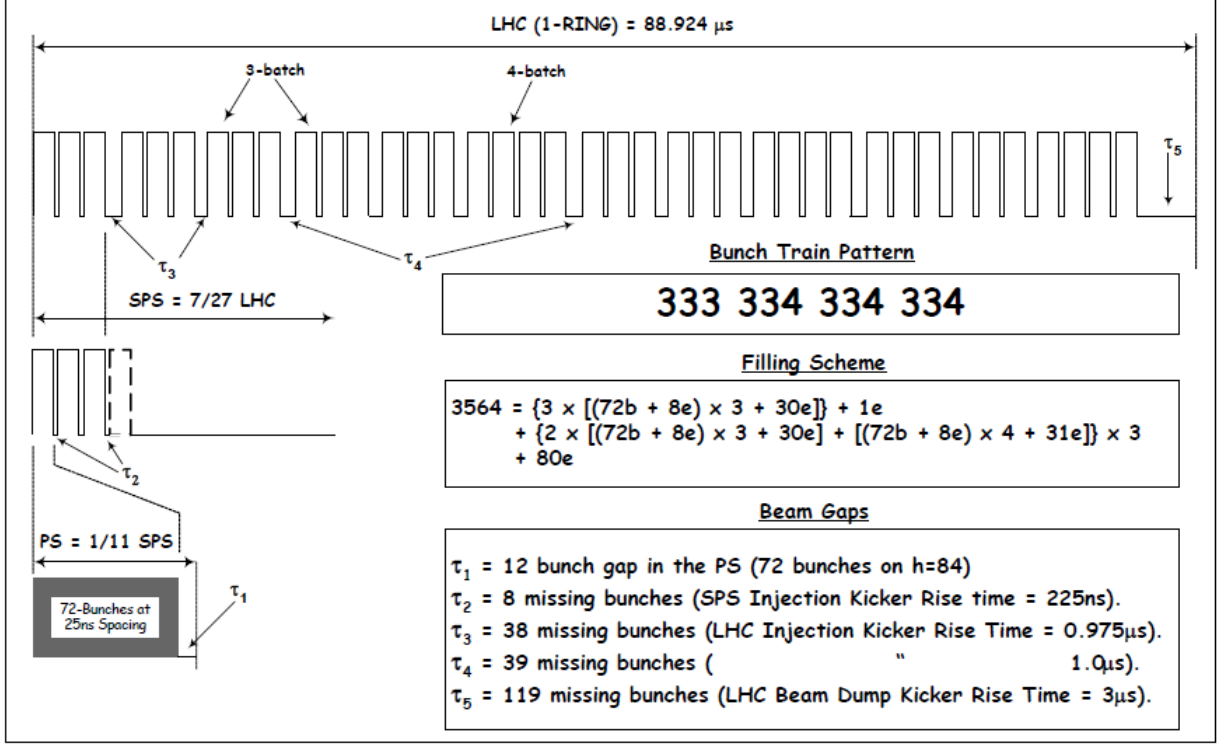 LHC (1-RING) = 88.924 μs
3-batch
4-batch
τ5
τ3
τ4
SPS = 7/27 LHC
Bunch Train Pattern
333 334 334 334
Filling Scheme
3564 = {3 x [(72b + 8e) x 3 + 30e]} + 1e
+ {2 x [(72b + 8e) x 3 + 30e] + [(72b + 8e) x 4 + 31e]} x 3
+ 80e
τ2
PS = 1/11 SPS
τ1
72-Bunches at
25ns Spacing
Beam Gaps
τ1 = 12 bunch gap in the PS (72 bunches on h=84)
τ2 = 8 missing bunches (SPS Injection Kicker Rise time = 225ns).
τ3 = 38 missing bunches (LHC Injection Kicker Rise Time = 0.975μs).
τ4 = 39 missing bunches ( " 1.0μs).
τ5 = 119 missing bunches (LHC Beam Dump Kicker Rise Time = 3μs).